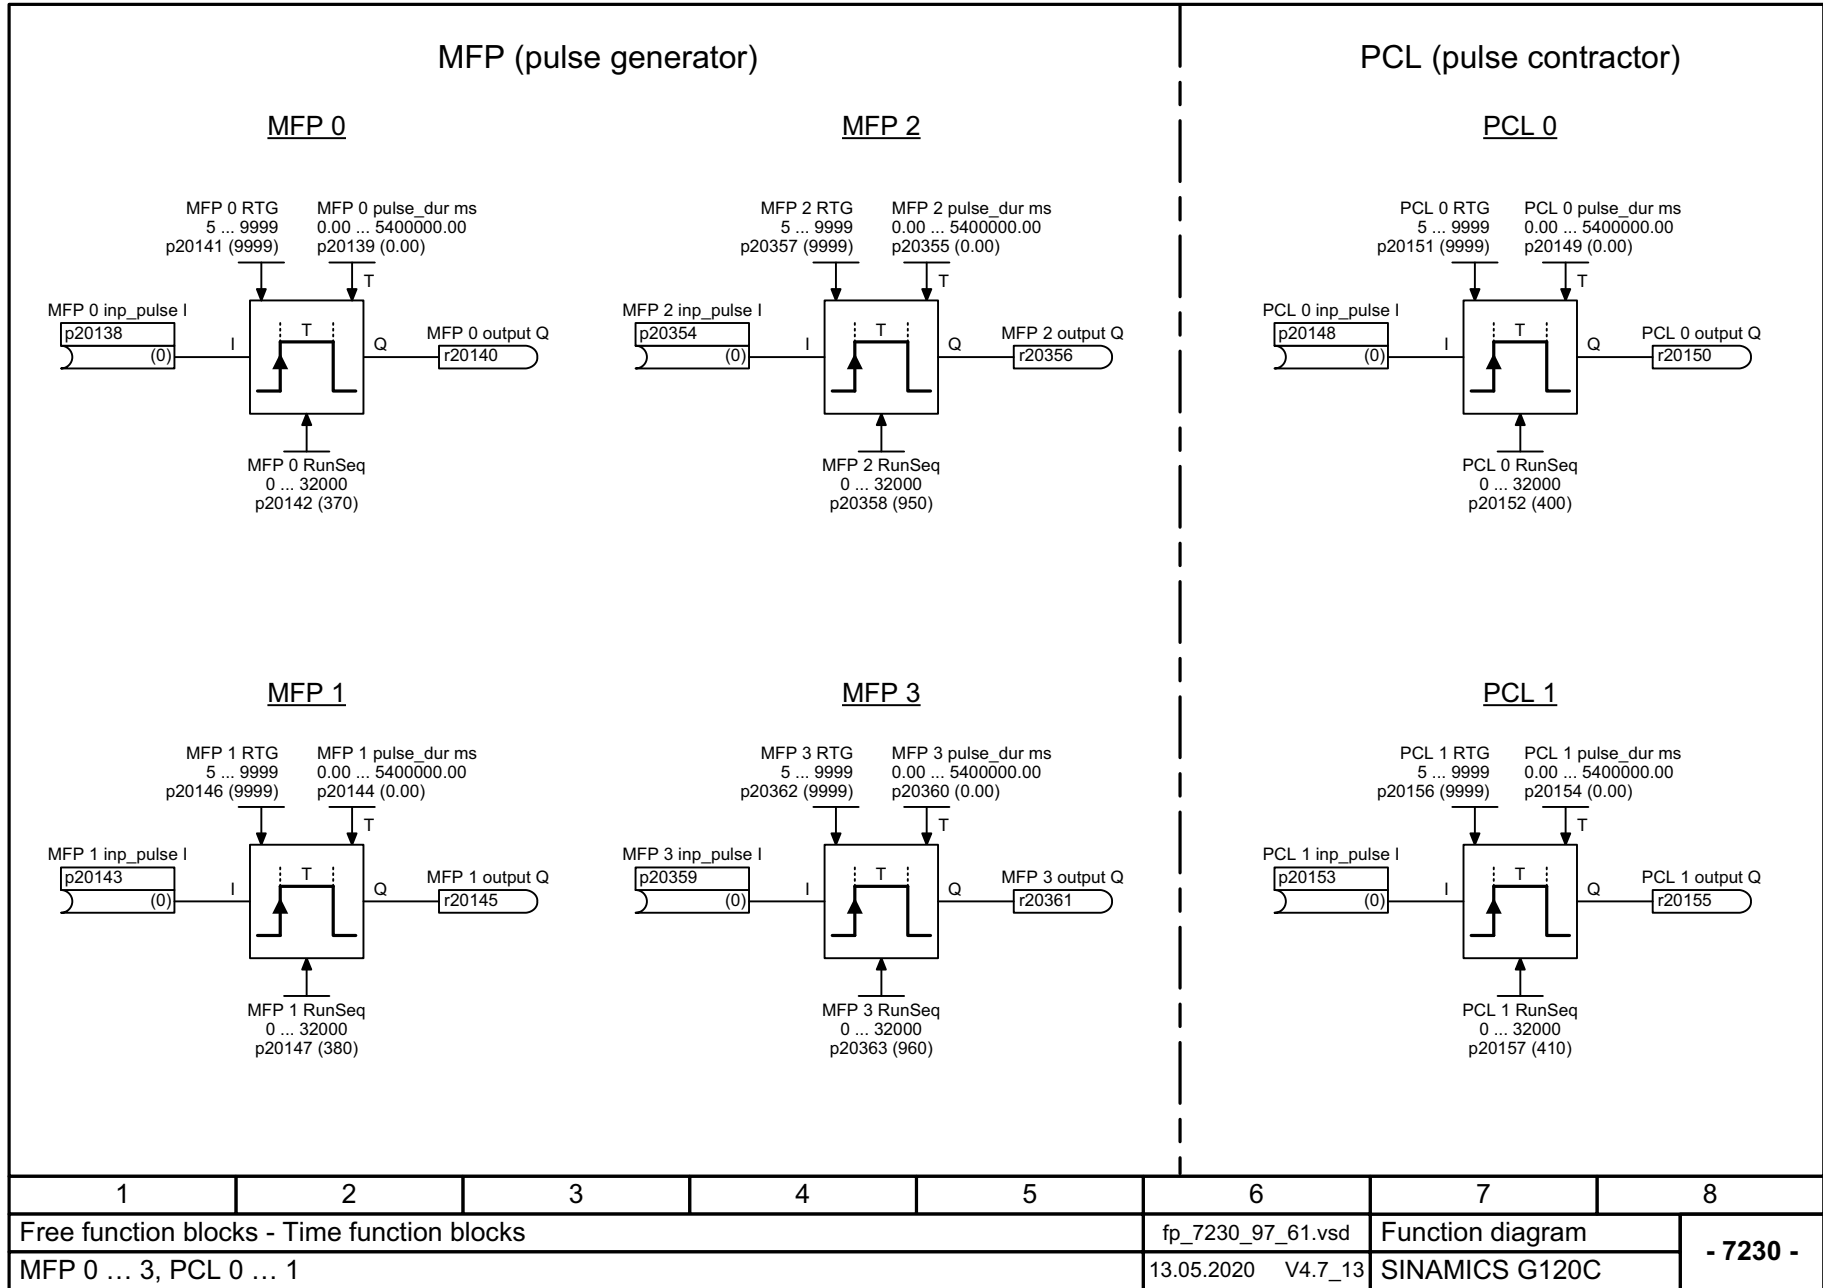 MFP (pulse generator)
PCL (pulse contractor)
MFP 0
MFP 0 RTG
5 ... 9999
p20141 (9999)
MFP 0 pulse_dur ms
0.00 ... 5400000.00
p20139 (0.00)
T
MFP 0 inp_pulse I
p20138
(0)
I
T
Q
MFP 0 output Q
r20140
MFP 0 RunSeq
0 ... 32000
p20142 (370)
MFP 2
MFP 2 RTG
5 ... 9999
p20357 (9999)
MFP 2 pulse_dur ms
0.00 ... 5400000.00
p20355 (0.00)
T
MFP 2 inp_pulse I
p20354
(0)
I
T
Q
MFP 2 output Q
r20356
MFP 2 RunSeq
0 ... 32000
p20358 (950)
PCL 0
PCL 0 RTG
5 ... 9999
p20151 (9999)
PCL 0 pulse_dur ms
0.00 ... 5400000.00
p20149 (0.00)
T
PCL 0 inp_pulse I
p20148
(0)
I
T
Q
PCL 0 output Q
r20150
PCL 0 RunSeq
0 ... 32000
p20152 (400)
MFP 1
MFP 1 RTG
5 ... 9999
p20146 (9999)
MFP 1 pulse_dur ms
0.00 ... 5400000.00
p20144 (0.00)
T
MFP 1 inp_pulse I
p20143
(0)
I
T
Q
MFP 1 output Q
r20145
MFP 1 RunSeq
0 ... 32000
p20147 (380)
MFP 3
MFP 3 RTG
5 ... 9999
p20362 (9999)
MFP 3 pulse_dur ms
0.00 ... 5400000.00
p20360 (0.00)
T
MFP 3 inp_pulse I
p20359
(0)
I
T
Q
MFP 3 output Q
r20361
MFP 3 RunSeq
0 ... 32000
p20363 (960)
PCL 1
PCL 1 RTG
5 ... 9999
p20156 (9999)
PCL 1 pulse_dur ms
0.00 ... 5400000.00
p20154 (0.00)
T
PCL 1 inp_pulse I
p20153
(0)
I
T
Q
PCL 1 output Q
r20155
PCL 1 RunSeq
0 ... 32000
p20157 (410)
1 2 3 4 5 6 7 8
Free function blocks - Time function blocks
fp_7230_97_61.vsd
Function diagram
- 7230 -
MFP 0 … 3, PCL 0 … 1
13.05.2020 V4.7_13
SINAMICS G120C